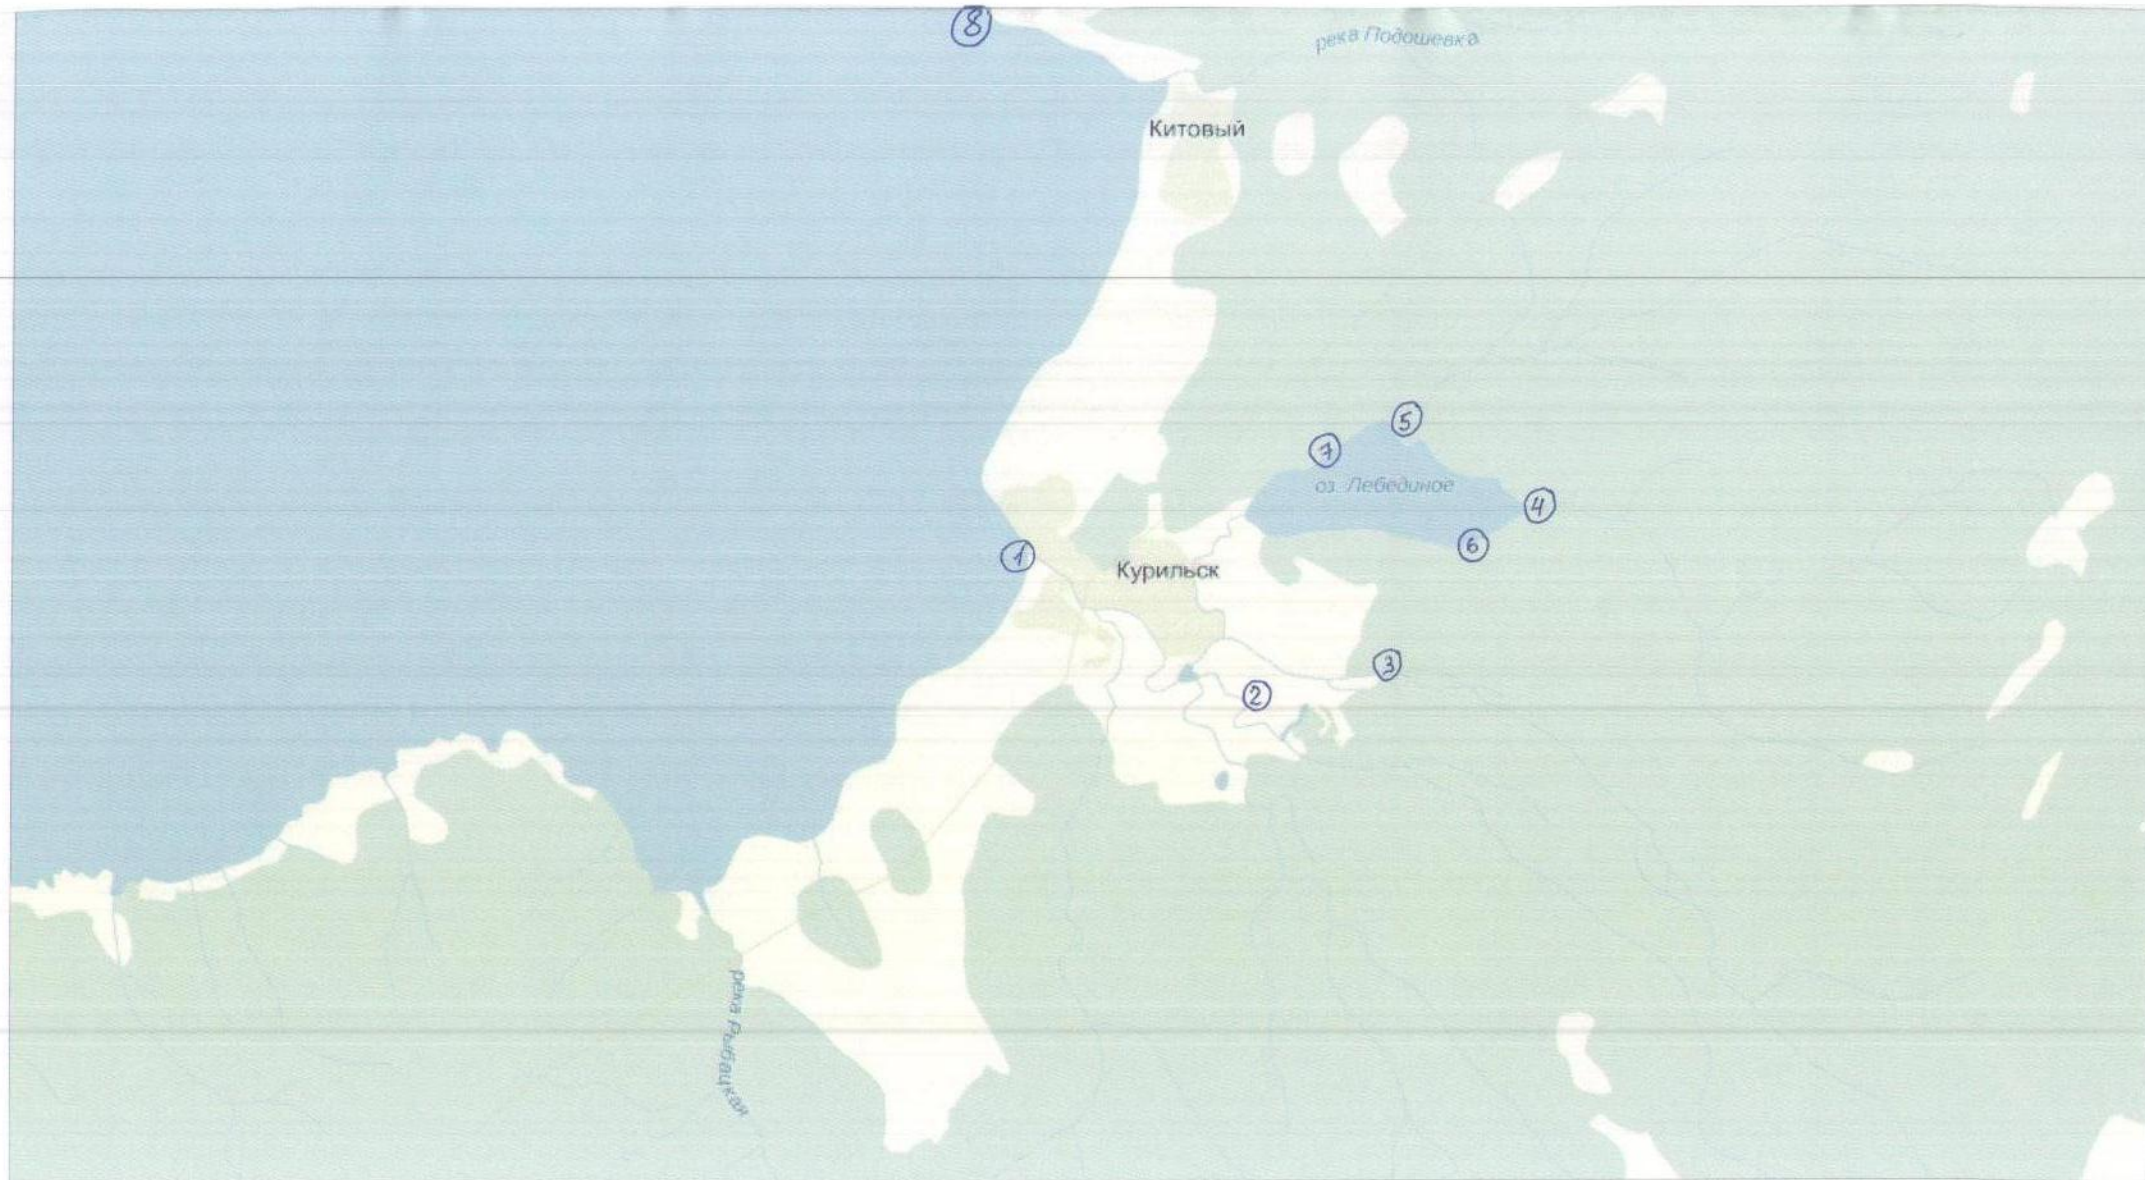 8
река Подошевка
Китовый
5
7
оз. Лебединое
4
6
1
Курильск
3
2
река Рыбацкая